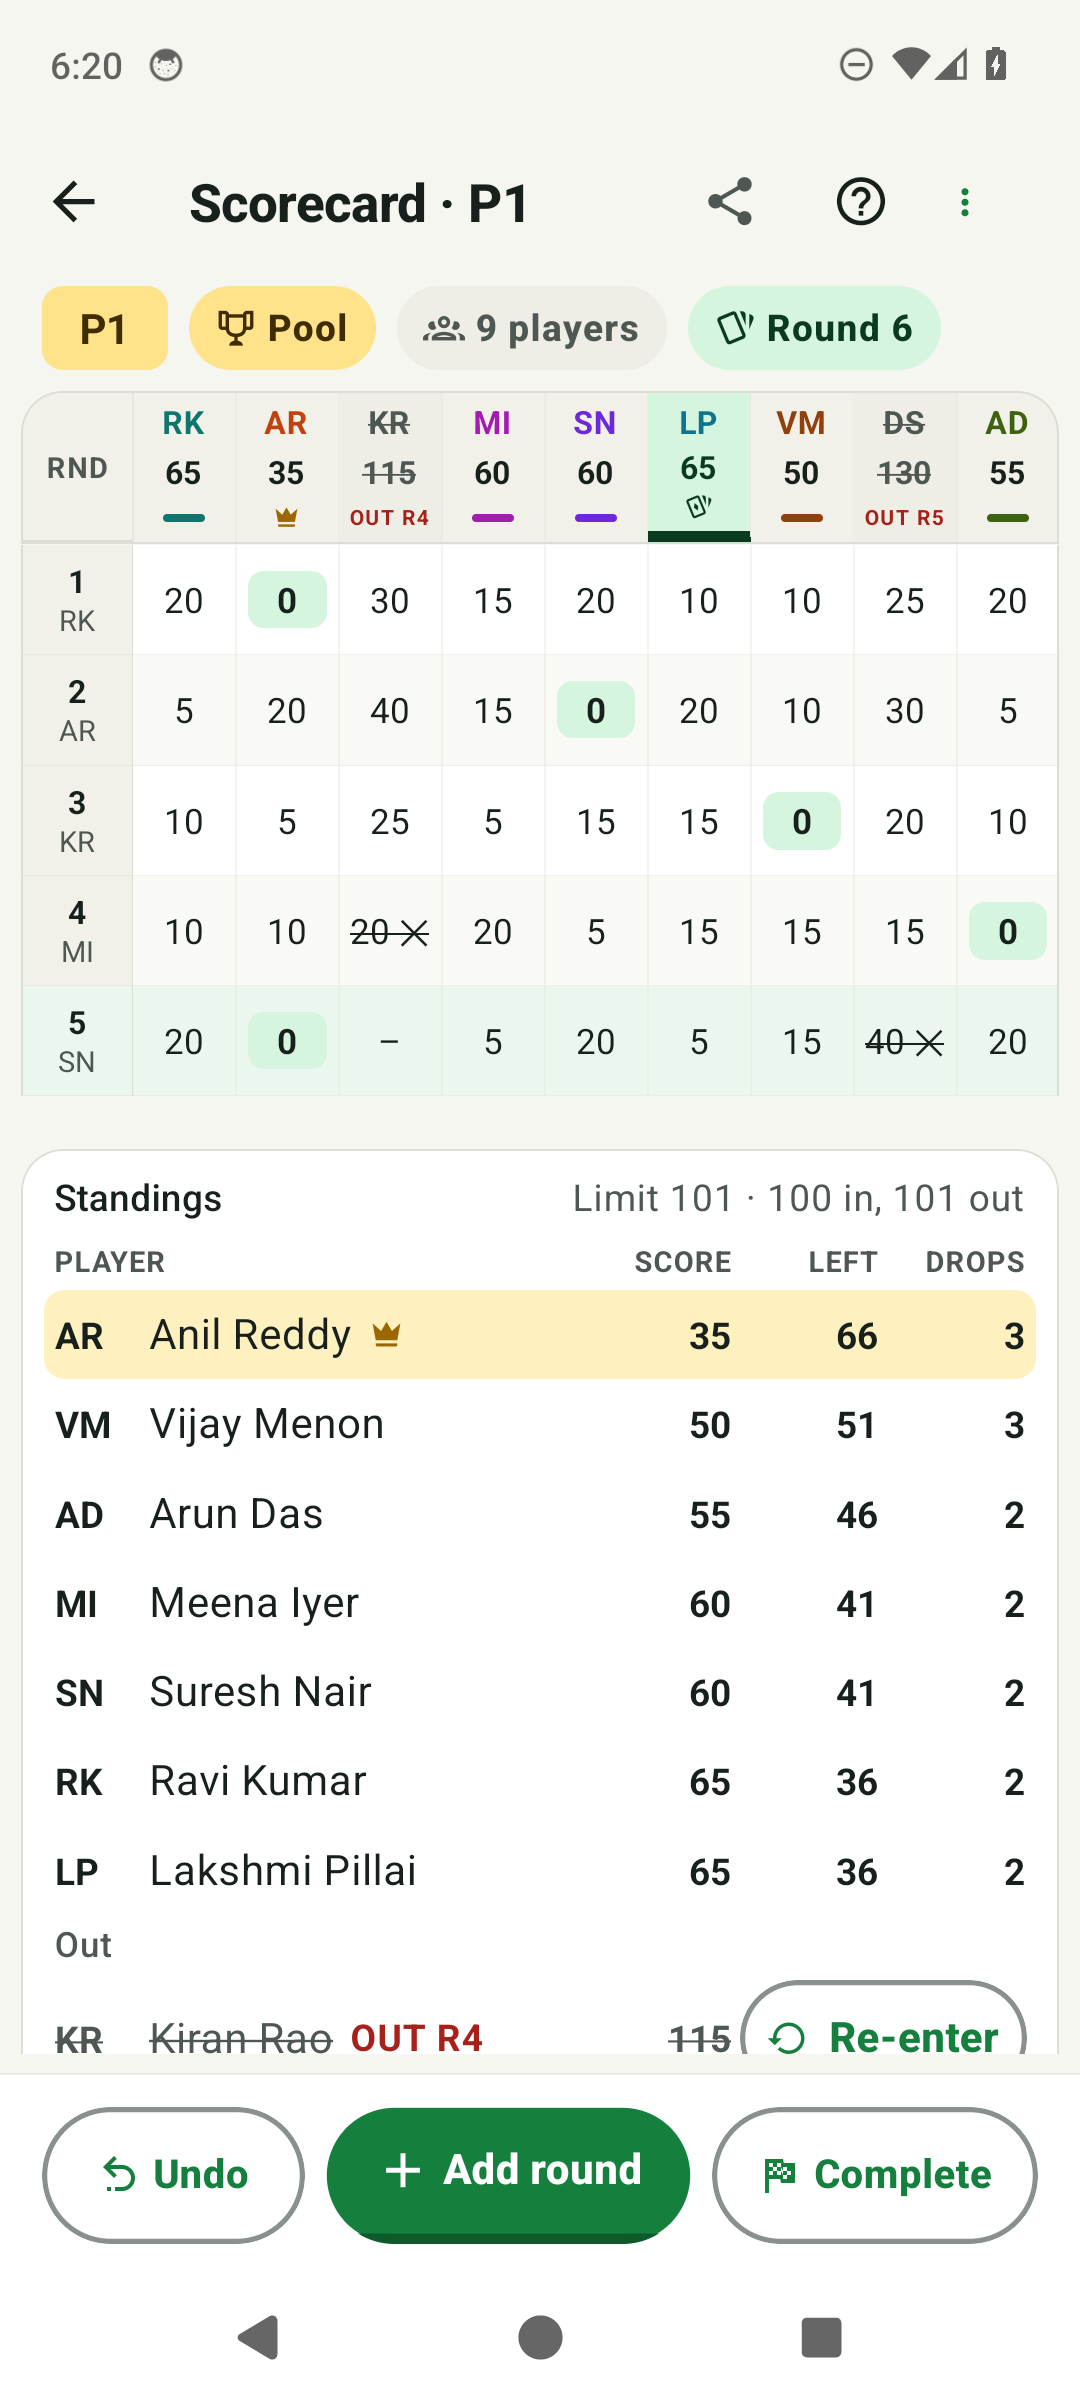 6:20
Scorecard · P1
P1 Pool 9 players Round 6
RND RK AR KR MI SN LP VM DS AD
65 35 115 60 60 65 50 130 55
OUT R4 OUT R5
1 RK 20 0 30 15 20 10 10 25 20
2 AR 5 20 40 15 0 20 10 30 5
3 KR 10 5 25 5 15 15 0 20 10
4 MI 10 10 20 20 5 15 15 15 0
5 SN 20 0 – 5 20 5 15 40 20
Standings Limit 101 · 100 in, 101 out
PLAYER SCORE LEFT DROPS
AR Anil Reddy 35 66 3
VM Vijay Menon 50 51 3
AD Arun Das 55 46 2
MI Meena Iyer 60 41 2
SN Suresh Nair 60 41 2
RK Ravi Kumar 65 36 2
LP Lakshmi Pillai 65 36 2
Out
KR Kiran Rao OUT R4 115 Re-enter
Undo Add round Complete